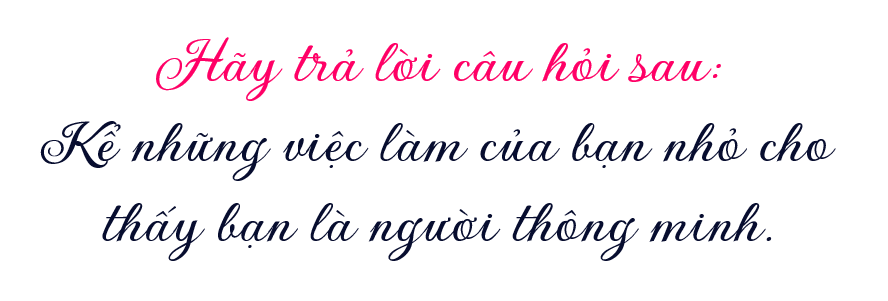 Hãy trả lời câu hỏi sau:
Kể những việc làm của bạn nhỏ cho
thấy bạn là người thông minh.